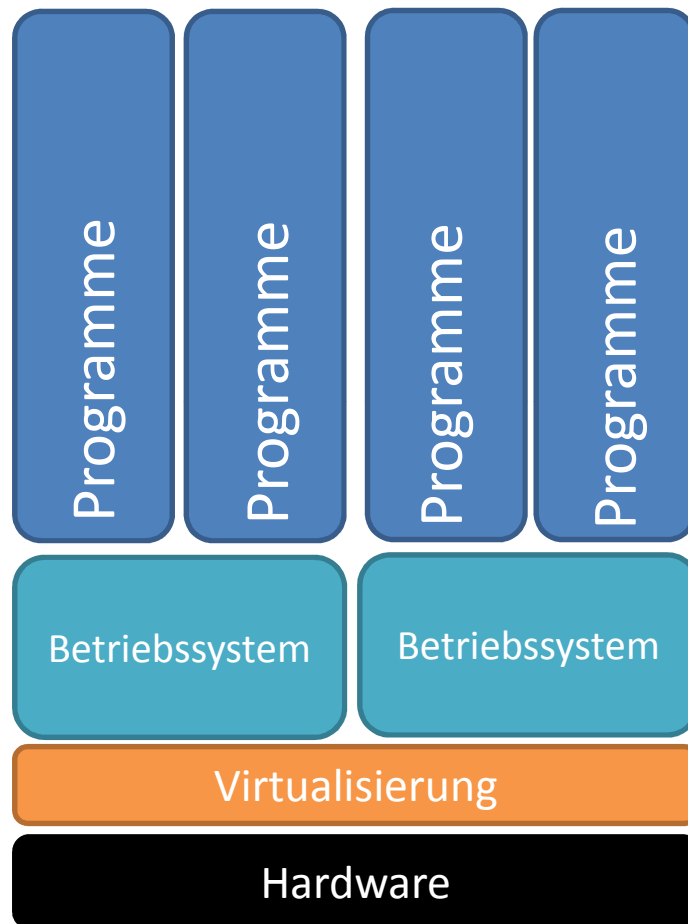 Programme
Programme
Programme
Programme
Betriebssystem
Betriebssystem
Virtualisierung
Hardware